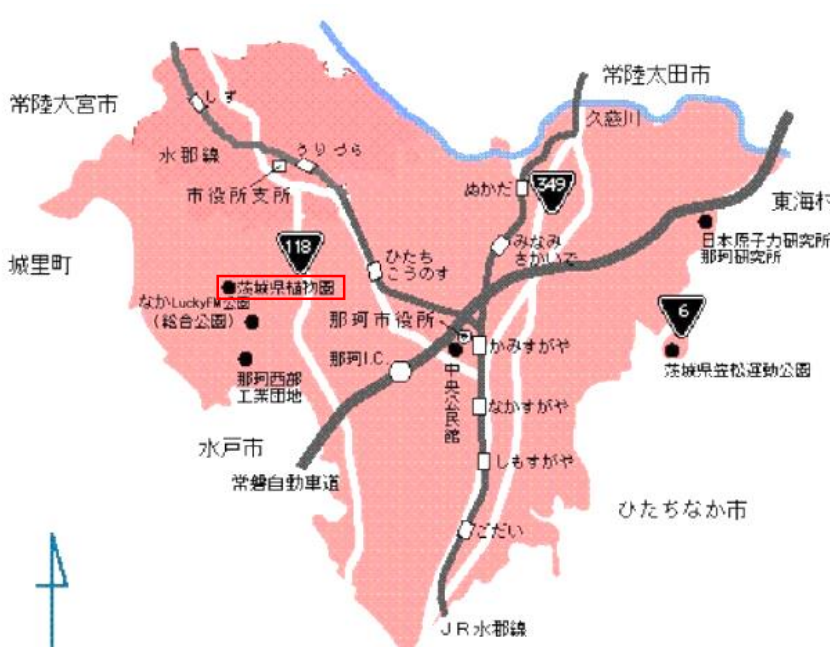 常陸太田市
常陸大宮市
しず
久慈川
水郡線
うりづら
市役所支所
ぬかだ
349
東海村
日本原子力研究所
那珂研究所
118
みなみ
さかいで
城里町
ひたち
こうのす
茨城県植物園
なかLuckyFM公園
(総合公園)
6
那珂市役所
かみすがや
那珂I.C.
中央公民館
茨城県笠松運動公園
那珂西部
工業団地
なかすがや
水戸市
常磐自動車道
しもすがや
ひたちなか市
ごだい
JR水郡線